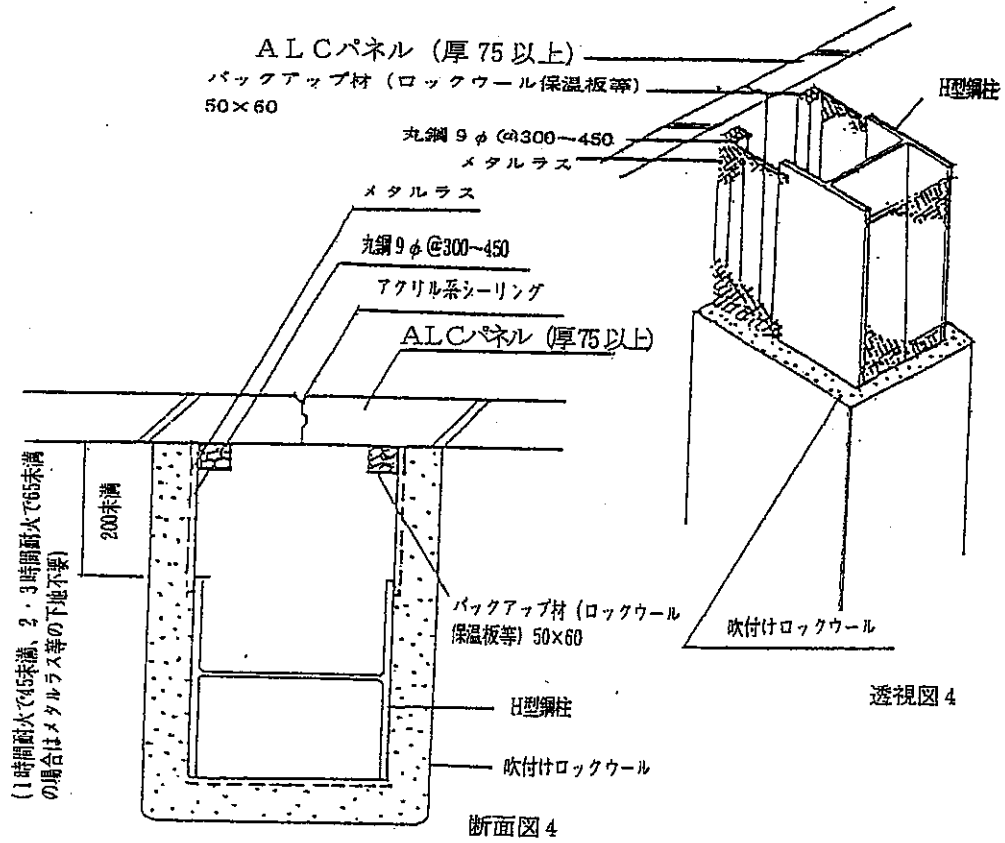 ALCパネル (厚75以上)
バックアップ材 (ロックウール保温板等)
50×60
丸鋼9φ@300~450
メタルラス
H型鋼柱
吹付けロックウール
透視図4
メタルラス
丸鋼9φ@300~450
アクリル系シーリング
ALCパネル (厚75以上)
200未満
(1時間耐火で45未満、2・3時間耐火で65未満
の場合はメタルラス等の下地不要)
バックアップ材 (ロックウール
保温板等) 50×60
H型鋼柱
吹付けロックウール
断面図4